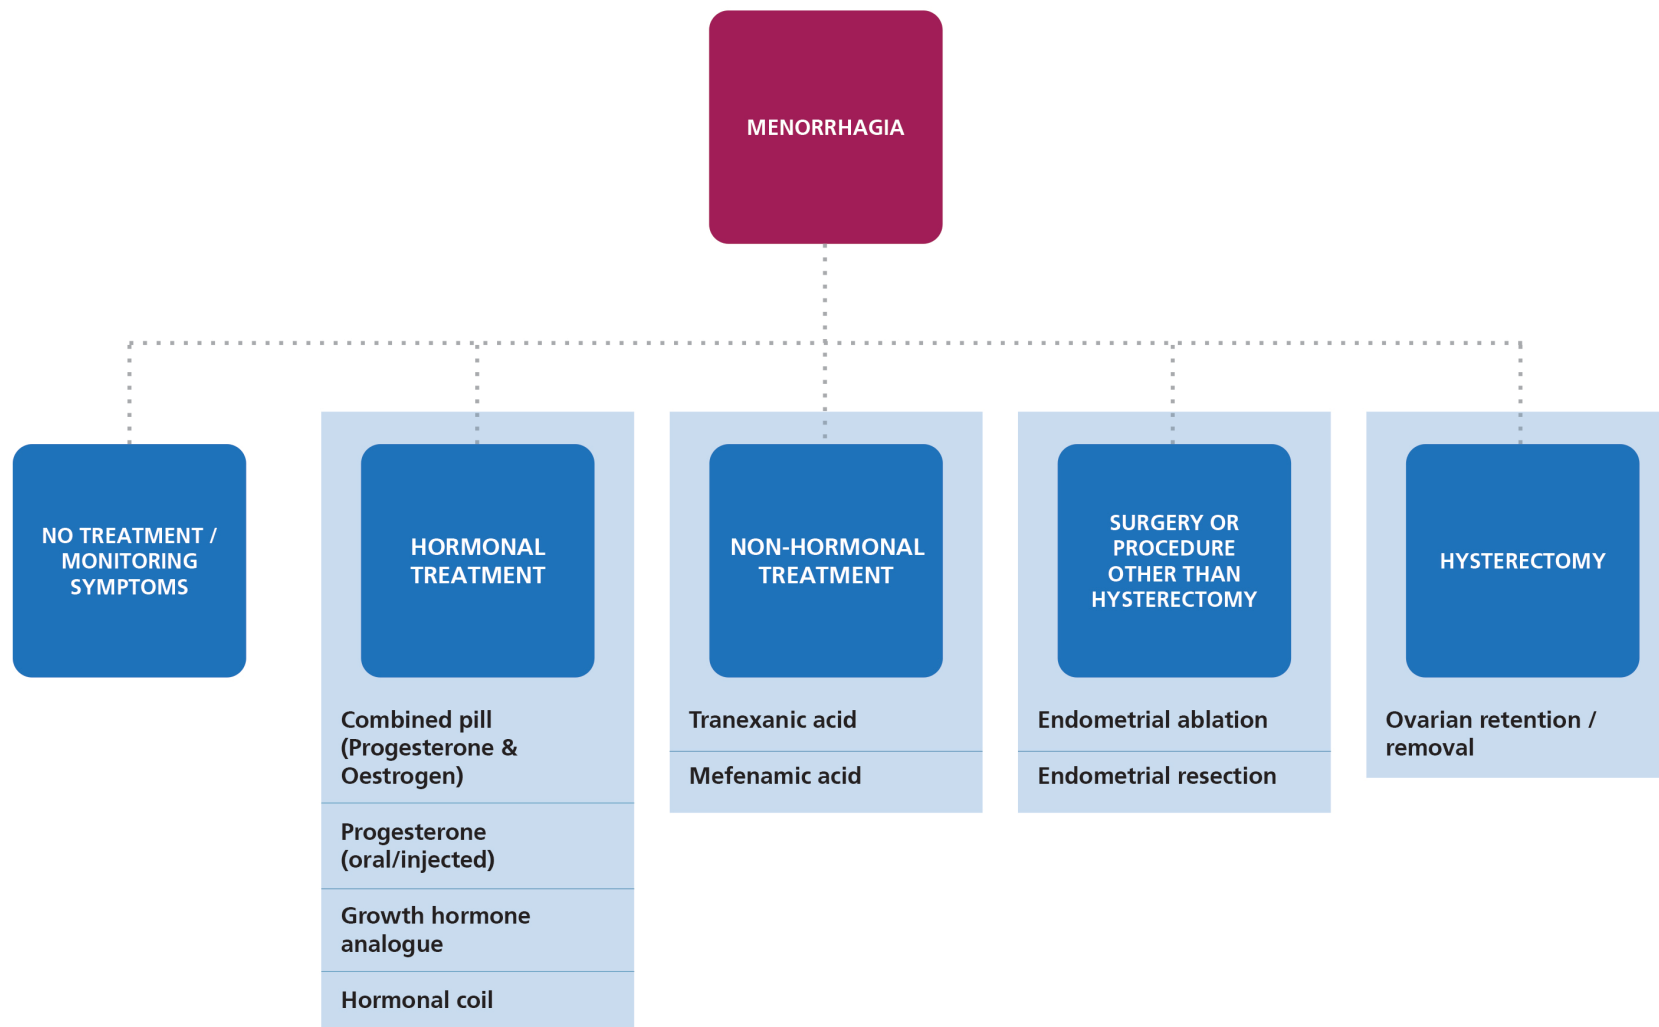 MENORRHAGIA
NO TREATMENT /
MONITORING
SYMPTOMS
HORMONAL
TREATMENT
Combined pill
(Progesterone &
Oestrogen)
Progesterone
(oral/injected)
Growth hormone
analogue
Hormonal coil
NON-HORMONAL
TREATMENT
Tranexanic acid
Mefenamic acid
SURGERY OR
PROCEDURE
OTHER THAN
HYSTERECTOMY
Endometrial ablation
Endometrial resection
HYSTERECTOMY
Ovarian retention /
removal